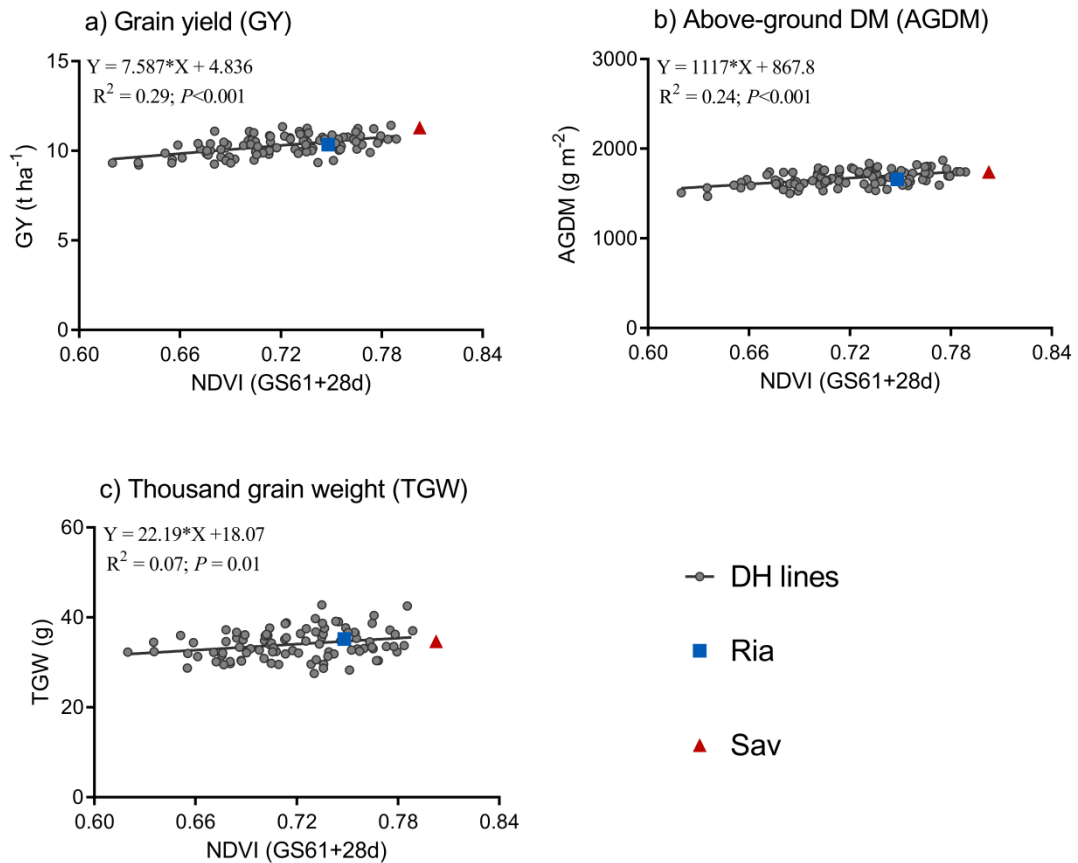 a) Grain yield (GY)
Y = 7.587*X + 4.836
R² = 0.29; P<0.001
15
10
5
0
GY (t ha⁻¹)
0.60 0.66 0.72 0.78 0.84
NDVI (GS61+28d)
b) Above-ground DM (AGDM)
Y = 1117*X + 867.8
R² = 0.24; P<0.001
3000
2000
1000
0
AGDM (g m⁻²)
0.60 0.66 0.72 0.78 0.84
NDVI (GS61+28d)
c) Thousand grain weight (TGW)
Y = 22.19*X +18.07
R² = 0.07; P = 0.01
60
40
20
0
TGW (g)
0.60 0.66 0.72 0.78 0.84
NDVI (GS61+28d)
DH lines
Ria
Sav